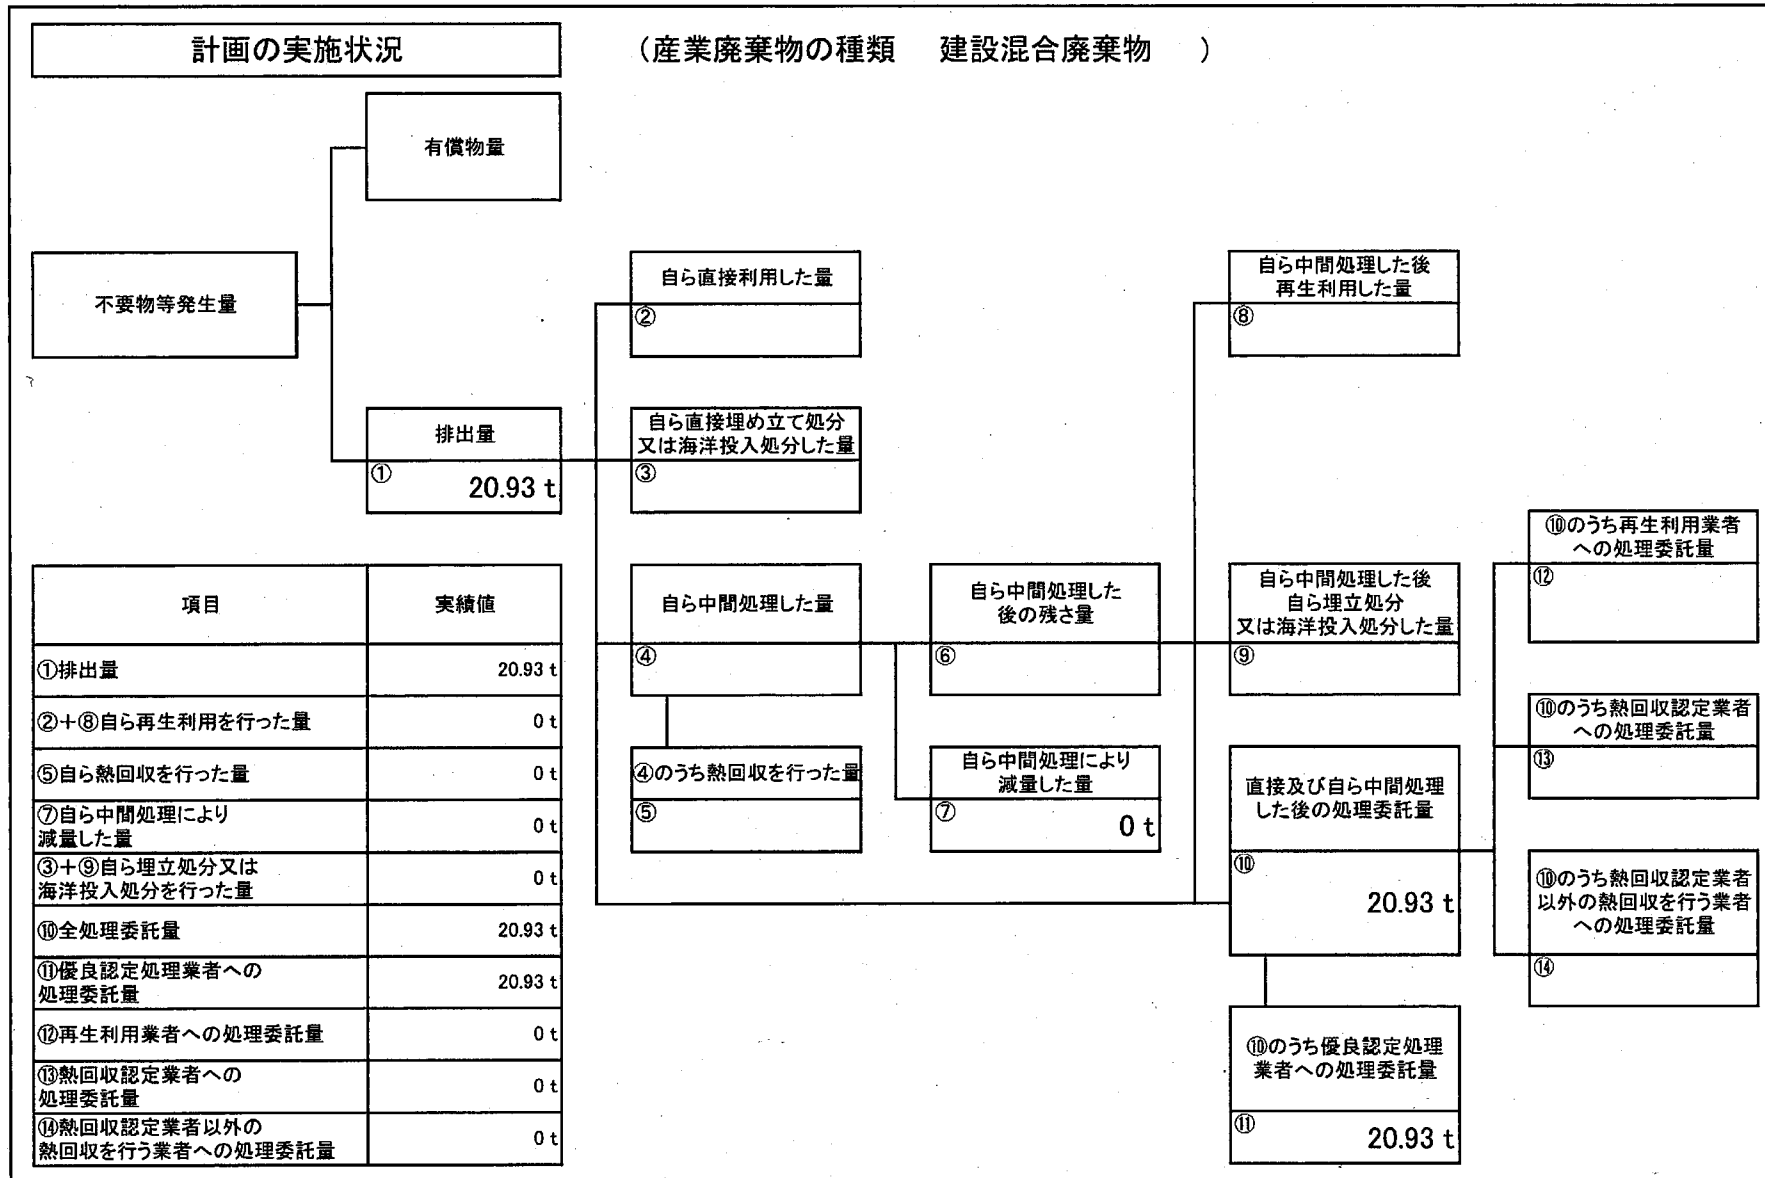 計画の実施状況
（産業廃棄物の種類　建設混合廃棄物　）
有償物量
不要物等発生量
排出量
①
20.93 t
自ら直接利用した量
②
自ら直接埋め立て処分
又は海洋投入処分した量
③
自ら中間処理した量
④
④のうち熱回収を行った量
⑤
自ら中間処理した
後の残さ量
⑥
自ら中間処理により
減量した量
⑦
0 t
自ら中間処理した後
再生利用した量
⑧
自ら中間処理した後
自ら埋立処分
又は海洋投入処分した量
⑨
直接及び自ら中間処理
した後の処理委託量
⑩
20.93 t
⑩のうち優良認定処理
業者への処理委託量
⑪
20.93 t
⑩のうち再生利用業者
への処理委託量
⑫
⑩のうち熱回収認定業者
への処理委託量
⑬
⑩のうち熱回収認定業者
以外の熱回収を行う業者
への処理委託量
⑭
項目 実績値
①排出量 20.93 t
②＋⑧自ら再生利用を行った量 0 t
⑤自ら熱回収を行った量 0 t
⑦自ら中間処理により
減量した量 0 t
③＋⑨自ら埋立処分又は
海洋投入処分を行った量 0 t
⑩全処理委託量 20.93 t
⑪優良認定処理業者への
処理委託量 20.93 t
⑫再生利用業者への処理委託量 0 t
⑬熱回収認定業者への
処理委託量 0 t
⑭熱回収認定業者以外の
熱回収を行う業者への処理委託量 0 t